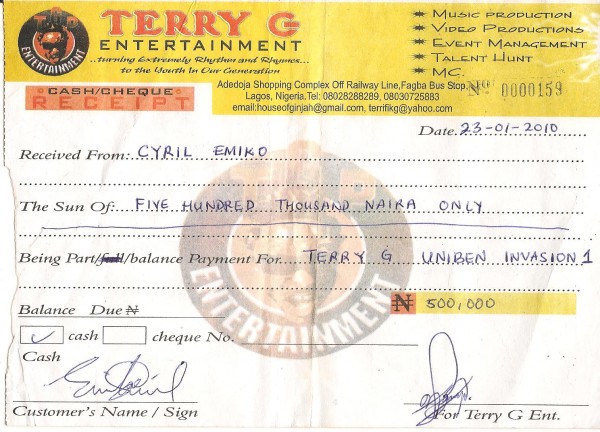 TERRY G
ENTERTAINMENT
...turning Extremely Rhythm and Rhymes...
to the Youth In Our Generation
Music production
Video Productions
Event Management
Talent Hunt
MC.
ENTERTAINMENT
Adedoja Shopping Complex Off Railway Line,Fagba Bus Stop,
Lagos, Nigeria.Tel: 08028288289, 08030725883
email:houseofginjah@gmail.com, terrifikg@yahoo.com
No 0000159
CASH/CHEQUE
RECEIPT
Date. 23-01-2010
Received From: CYRIL EMIKO
The Sun Of: FIVE HUNDRED THOUSAND NAIRA ONLY
Being Part/full/balance Payment For TERRY G UNIBEN INVASION 1
Balance Due ₦
₦ 500,000
✓ cash cheque No.
Cash
Customer's Name / Sign
For Terry G Ent.
ENTERTAINMENT